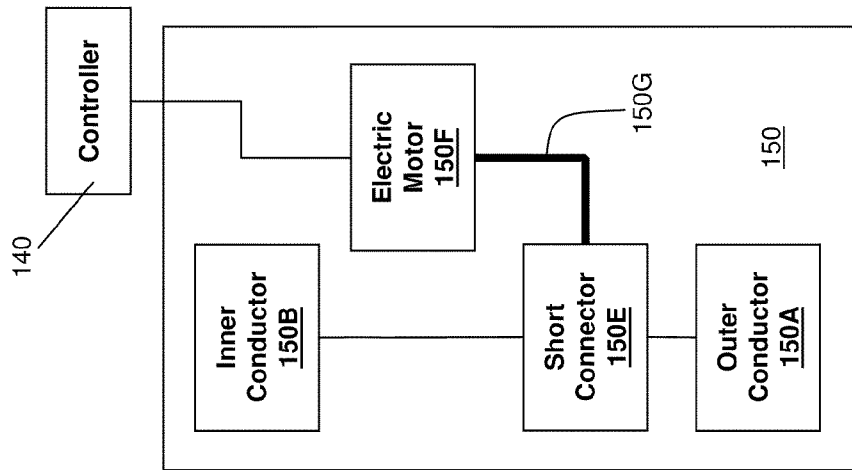 140
Controller
Inner
Conductor
150B
Electric
Motor
150F
Short
Connector
150E
150G
Outer
Conductor
150A
150